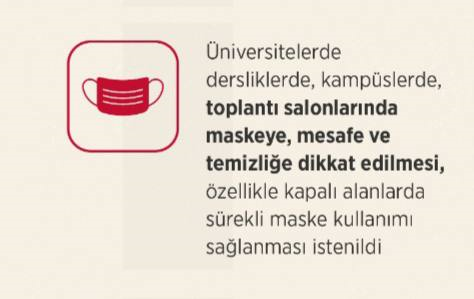 Üniversitelerde
dersliklerde, kampüslerde,
toplantı salonlarında
maskeye, mesafe ve
temizliğe dikkat edilmesi,
özellikle kapalı alanlarda
sürekli maske kullanımı
sağlanması istenildi